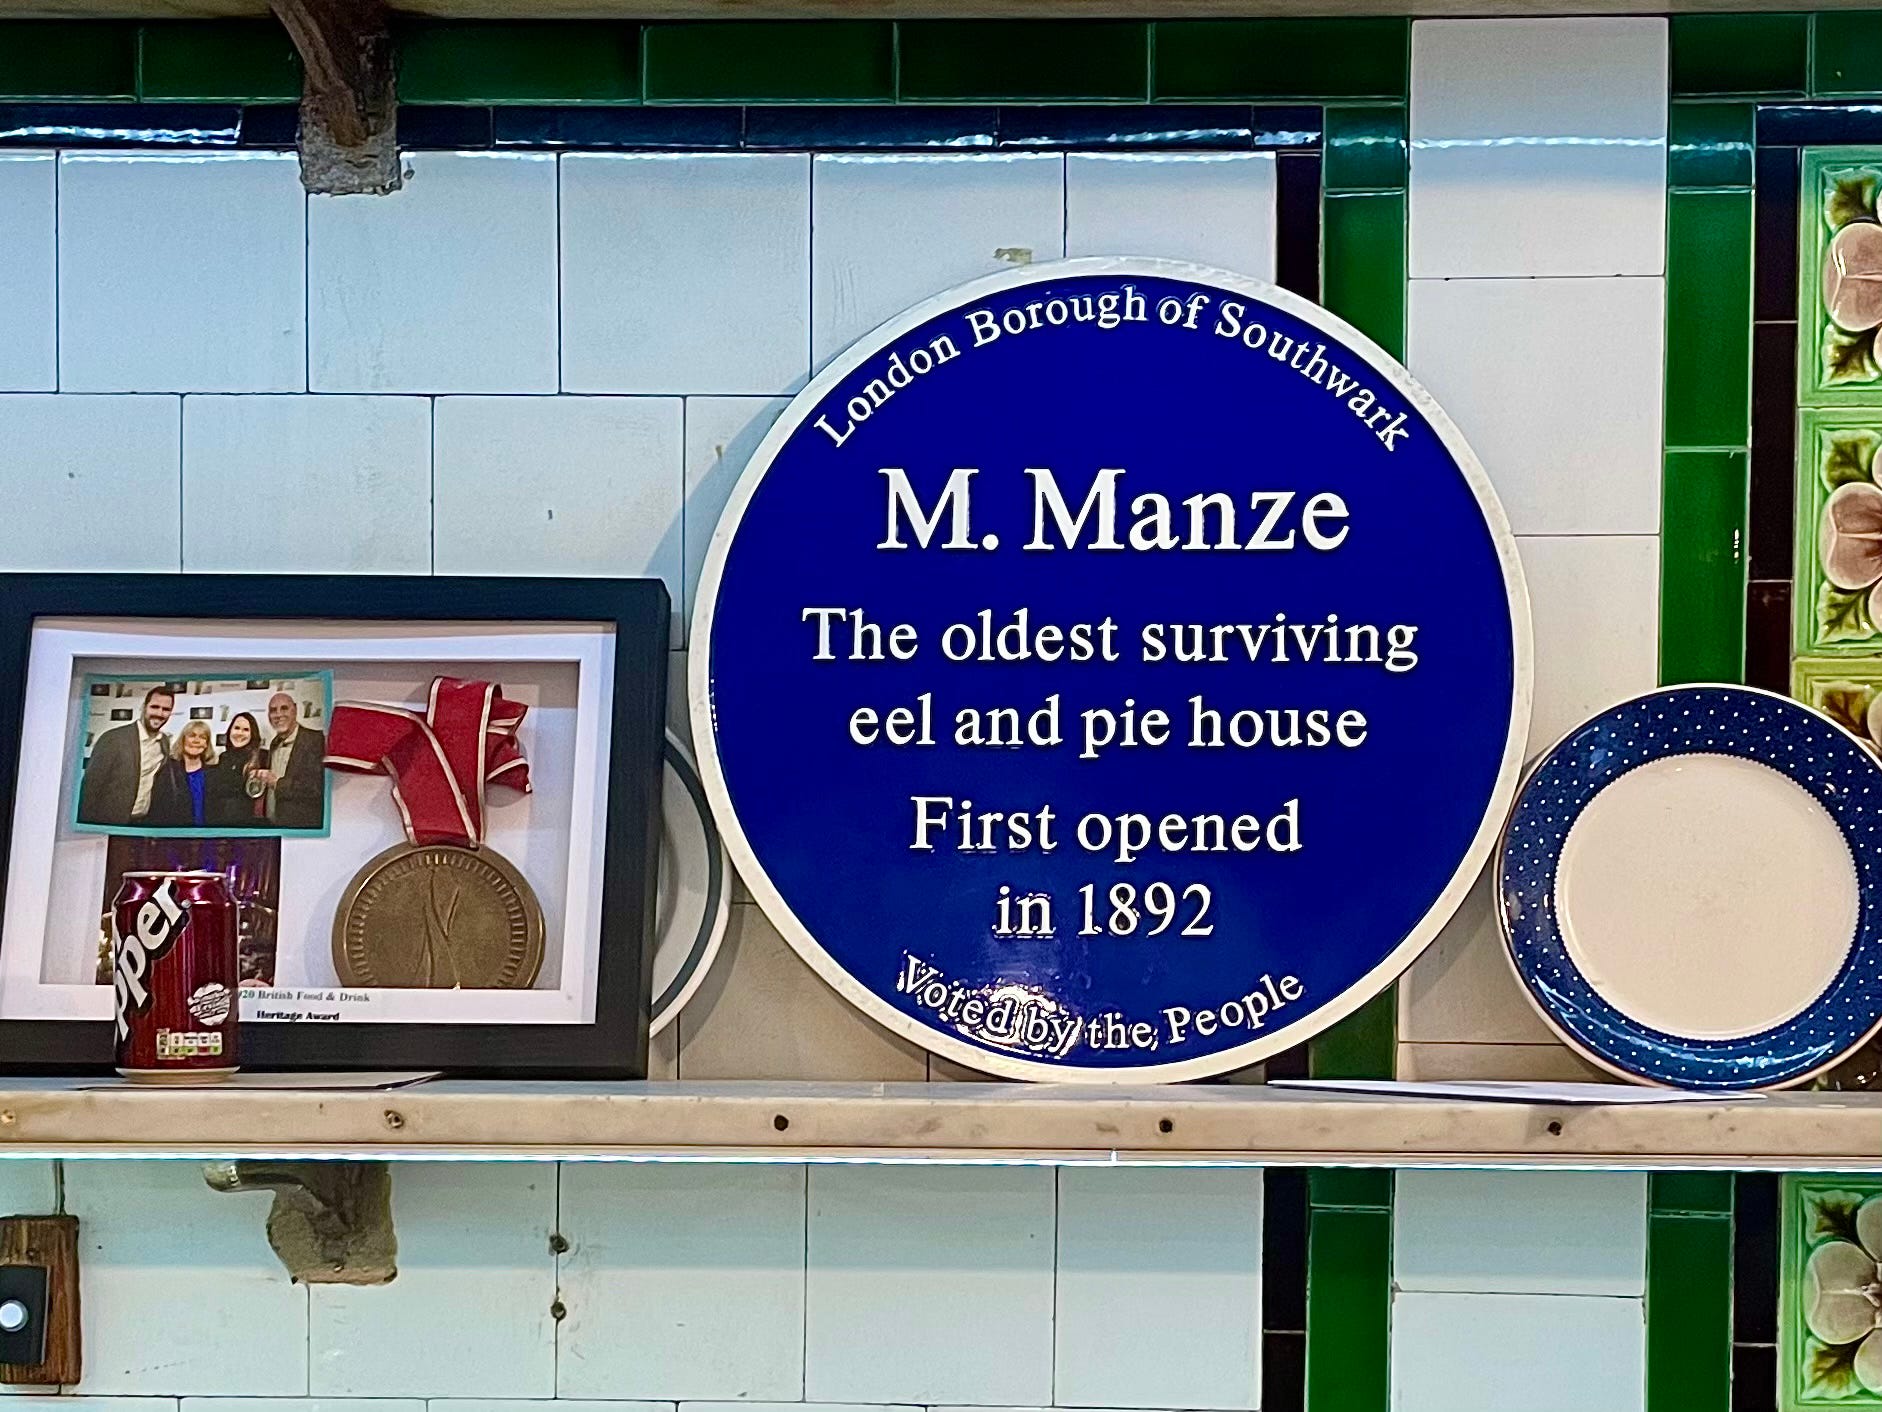 London Borough of Southwark
M. Manze
The oldest surviving
eel and pie house
First opened
in 1892
Voted by the People
British Food & Drink
Heritage Award